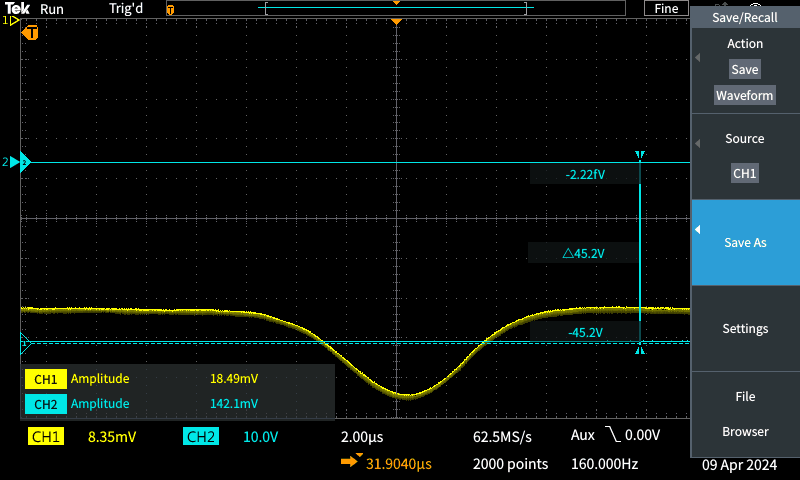 Tek Run Trig'd T Fine
Save/Recall
1
T
Action
Save
Waveform
Source
CH1
2 2
-2.22fV
△45.2V
Save As
-45.2V
1
Settings
CH1 Amplitude 18.49mV
CH2 Amplitude 142.1mV
File
Browser
CH1 8.35mV CH2 10.0V 2.00µs 62.5MS/s Aux 0.00V
31.9040µs 2000 points 160.000Hz 09 Apr 2024